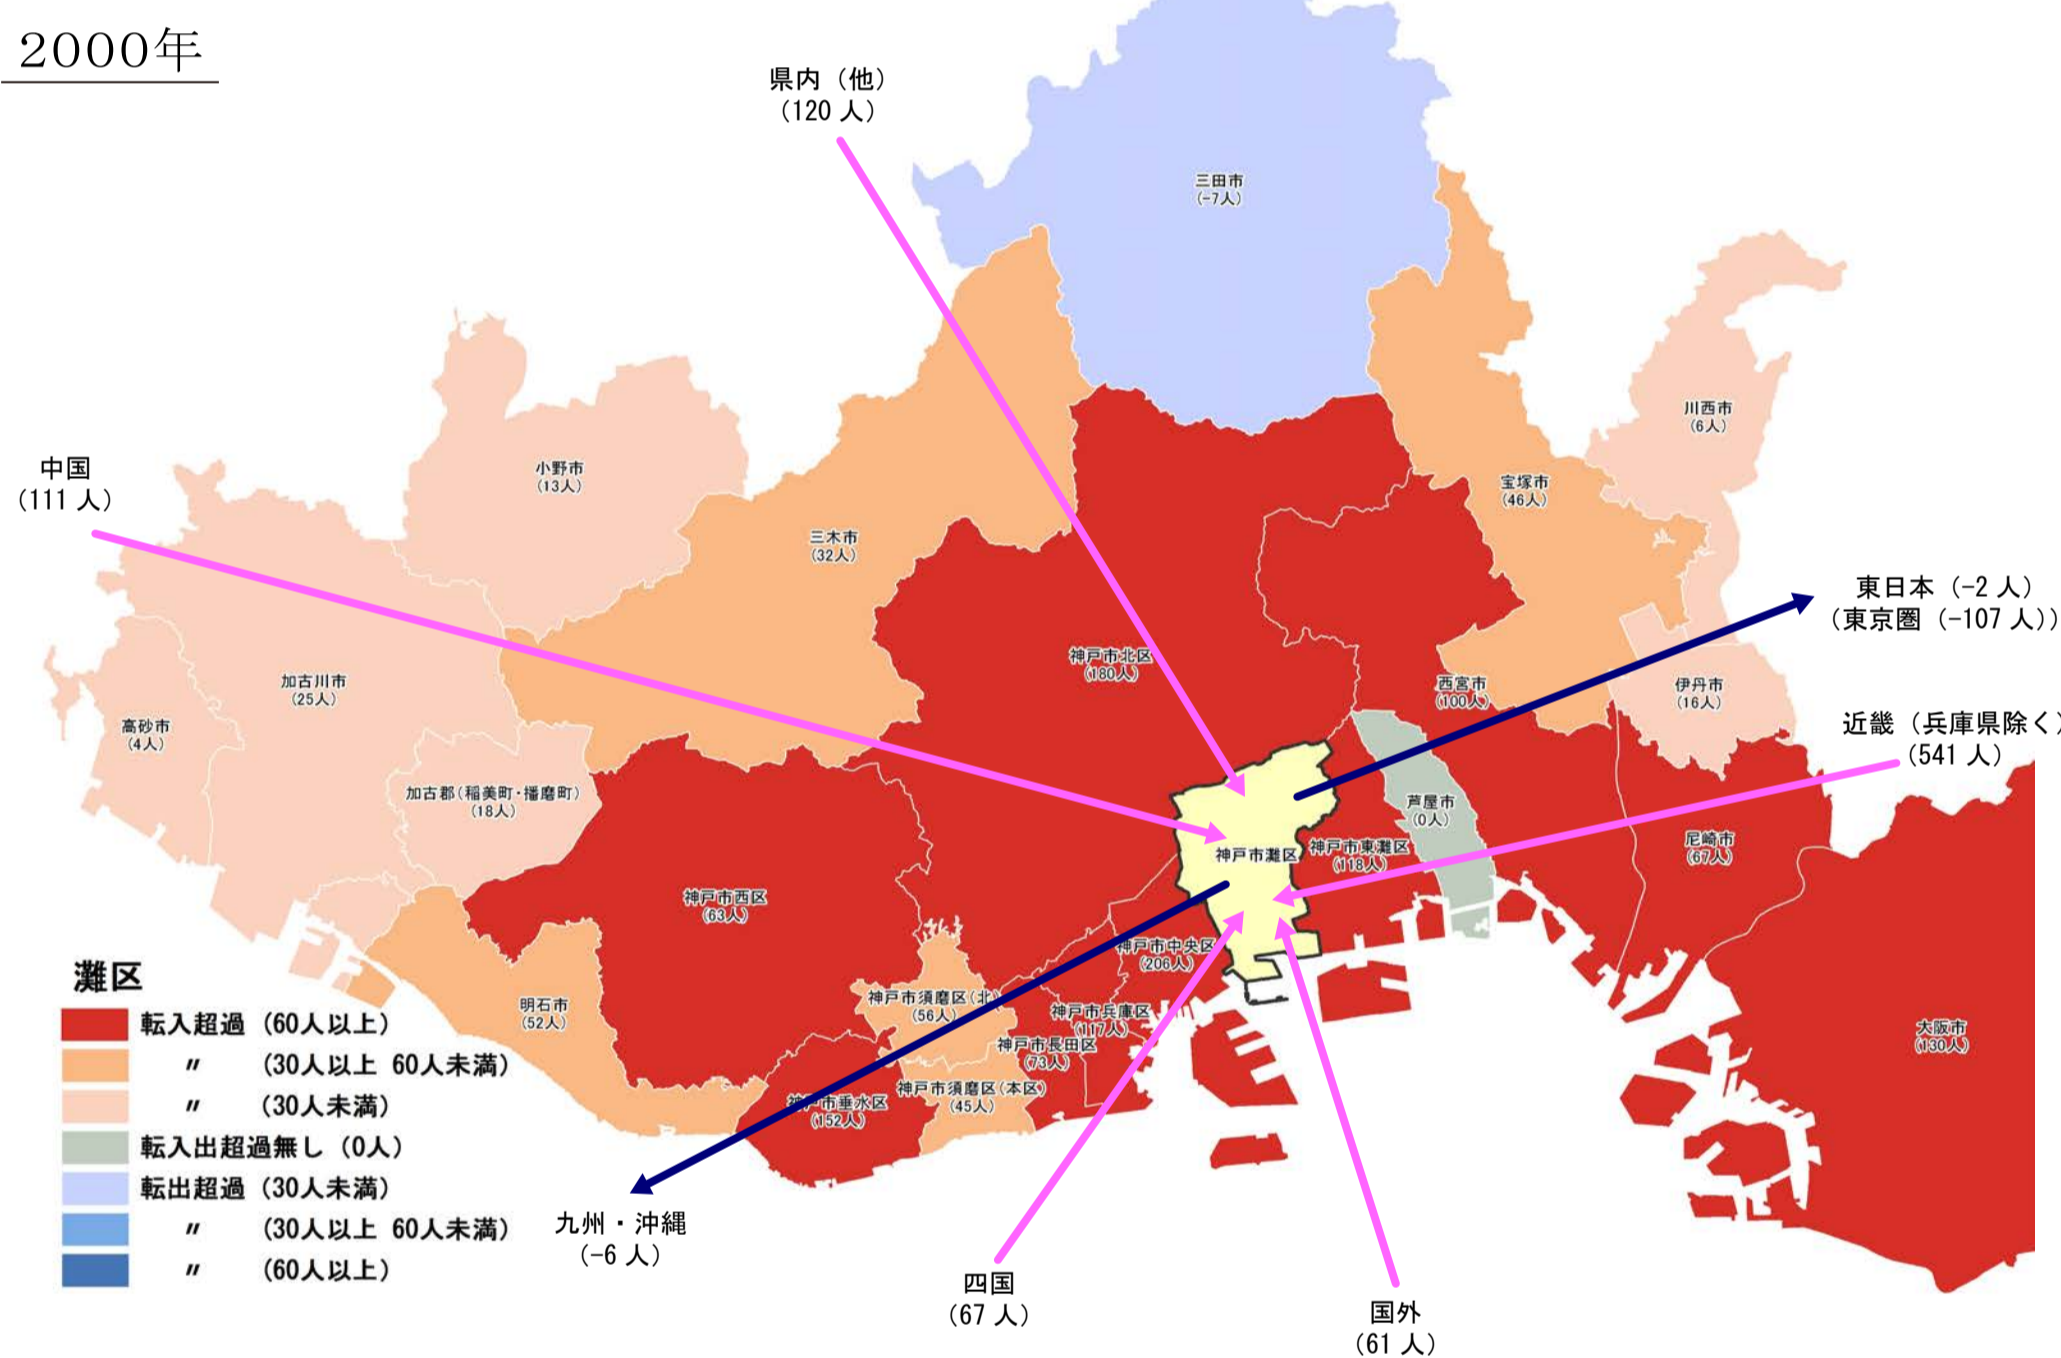 2000年
県内（他）
（120 人）
三田市
（-7人）
川西市
（6人）
中国
（111 人）
小野市
（13人）
宝塚市
（46人）
三木市
（32人）
東日本（-2 人）
（東京圏（-107 人））
神戸市北区
（180人）
加古川市
（25人）
西宮市
（100人）
伊丹市
（16人）
高砂市
（4人）
近畿（兵庫県除く）
（541 人）
加古郡（稲美町・播磨町）
（18人）
芦屋市
（0人）
神戸市灘区
神戸市東灘区
（118人）
尼崎市
（67人）
神戸市西区
（63人）
神戸市中央区
（206人）
神戸市須磨区（北）
（56人）
明石市
（52人）
神戸市兵庫区
（117人）
神戸市長田区
（73人）
大阪市
（130人）
神戸市須磨区（本区）
（45人）
神戸市垂水区
（152人）
灘区
転入超過（60人以上）
〃 （30人以上 60人未満）
〃 （30人未満）
転入出超過無し（0人）
転出超過（30人未満）
〃 （30人以上 60人未満）
〃 （60人以上）
九州・沖縄
（-6 人）
四国
（67 人）
国外
（61 人）